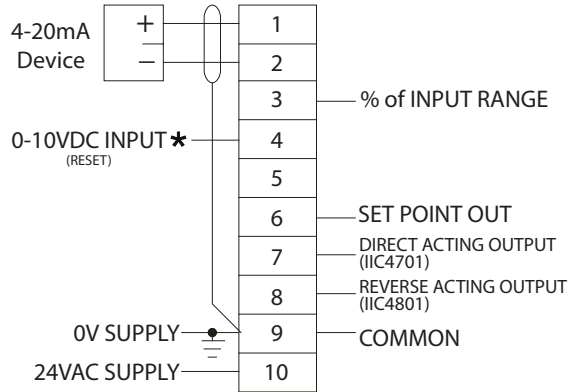 4-20mA
Device
+
−
1
2
3
% of INPUT RANGE
0-10VDC INPUT *
(RESET)
4
5
6
SET POINT OUT
7
DIRECT ACTING OUTPUT
(IIC4701)
8
REVERSE ACTING OUTPUT
(IIC4801)
0V SUPPLY
9
COMMON
24VAC SUPPLY
10